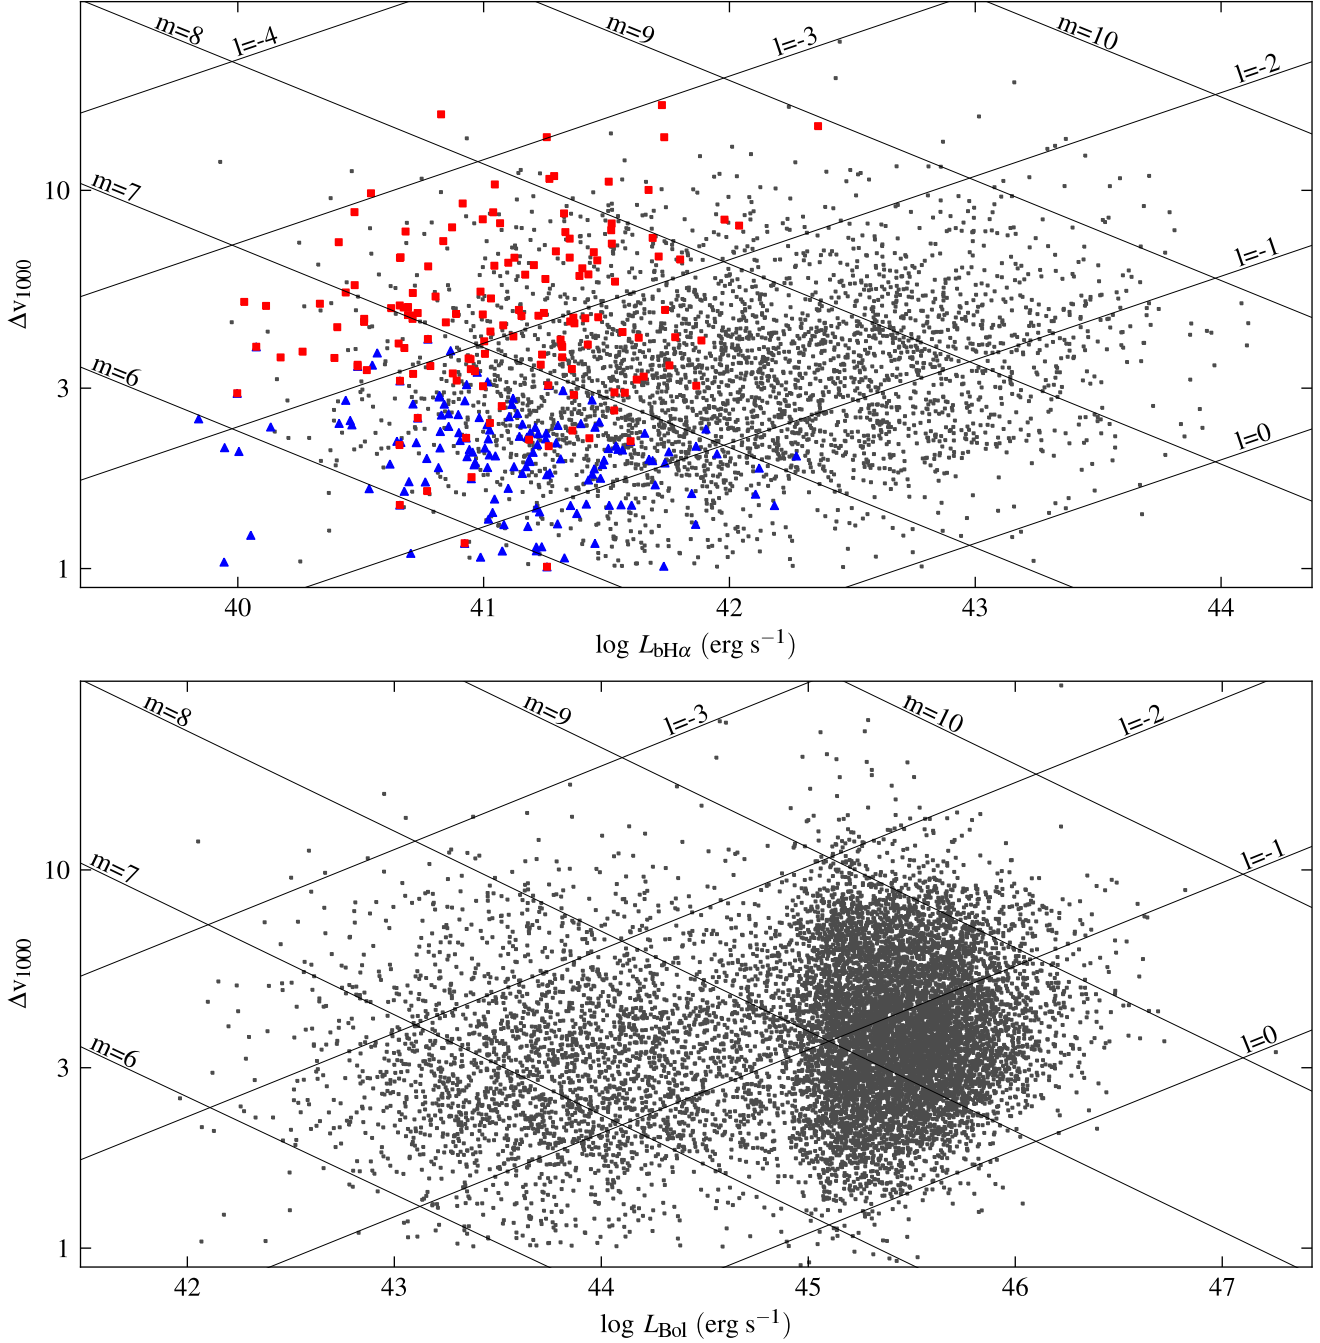 m=8
l=-4
m=9
l=-3
m=10
l=-2
10
m=7
l=-1
Δv1000
3
m=6
l=0
1
40
41
42
43
44
log LbHα (erg s−1)
m=8
m=9
l=-3
m=10
l=-2
10
m=7
l=-1
Δv1000
3
m=6
l=0
1
42
43
44
45
46
47
log LBol (erg s−1)